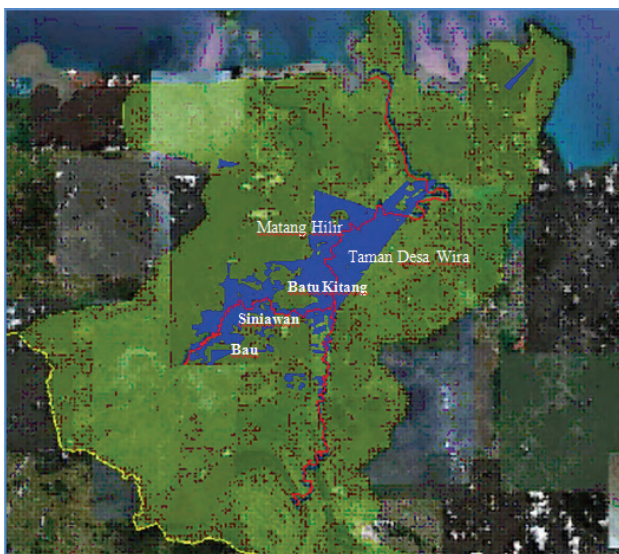 Matang Hilir
Taman Desa Wira
Batu Kitang
Siniawan
Bau